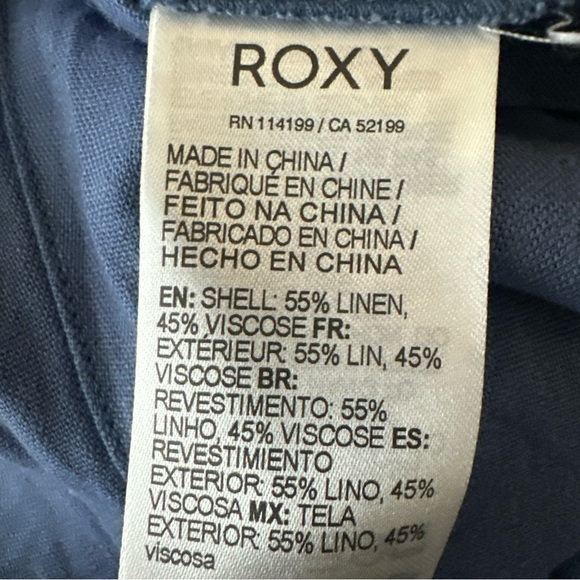 ROXY
RN 114199 / CA 52199
MADE IN CHINA /
FABRIQUÉ EN CHINE /
FEITO NA CHINA /
FABRICADO EN CHINA /
HECHO EN CHINA
EN: SHELL: 55% LINEN,
45% VISCOSE FR:
EXTÉRIEUR: 55% LIN, 45%
VISCOSE BR:
REVESTIMENTO: 55%
LINHO, 45% VISCOSE ES:
REVESTIMIENTO
EXTERIOR: 55% LINO, 45%
VISCOSA MX: TELA
EXTERIOR: 55% LINO, 45%
viscosa